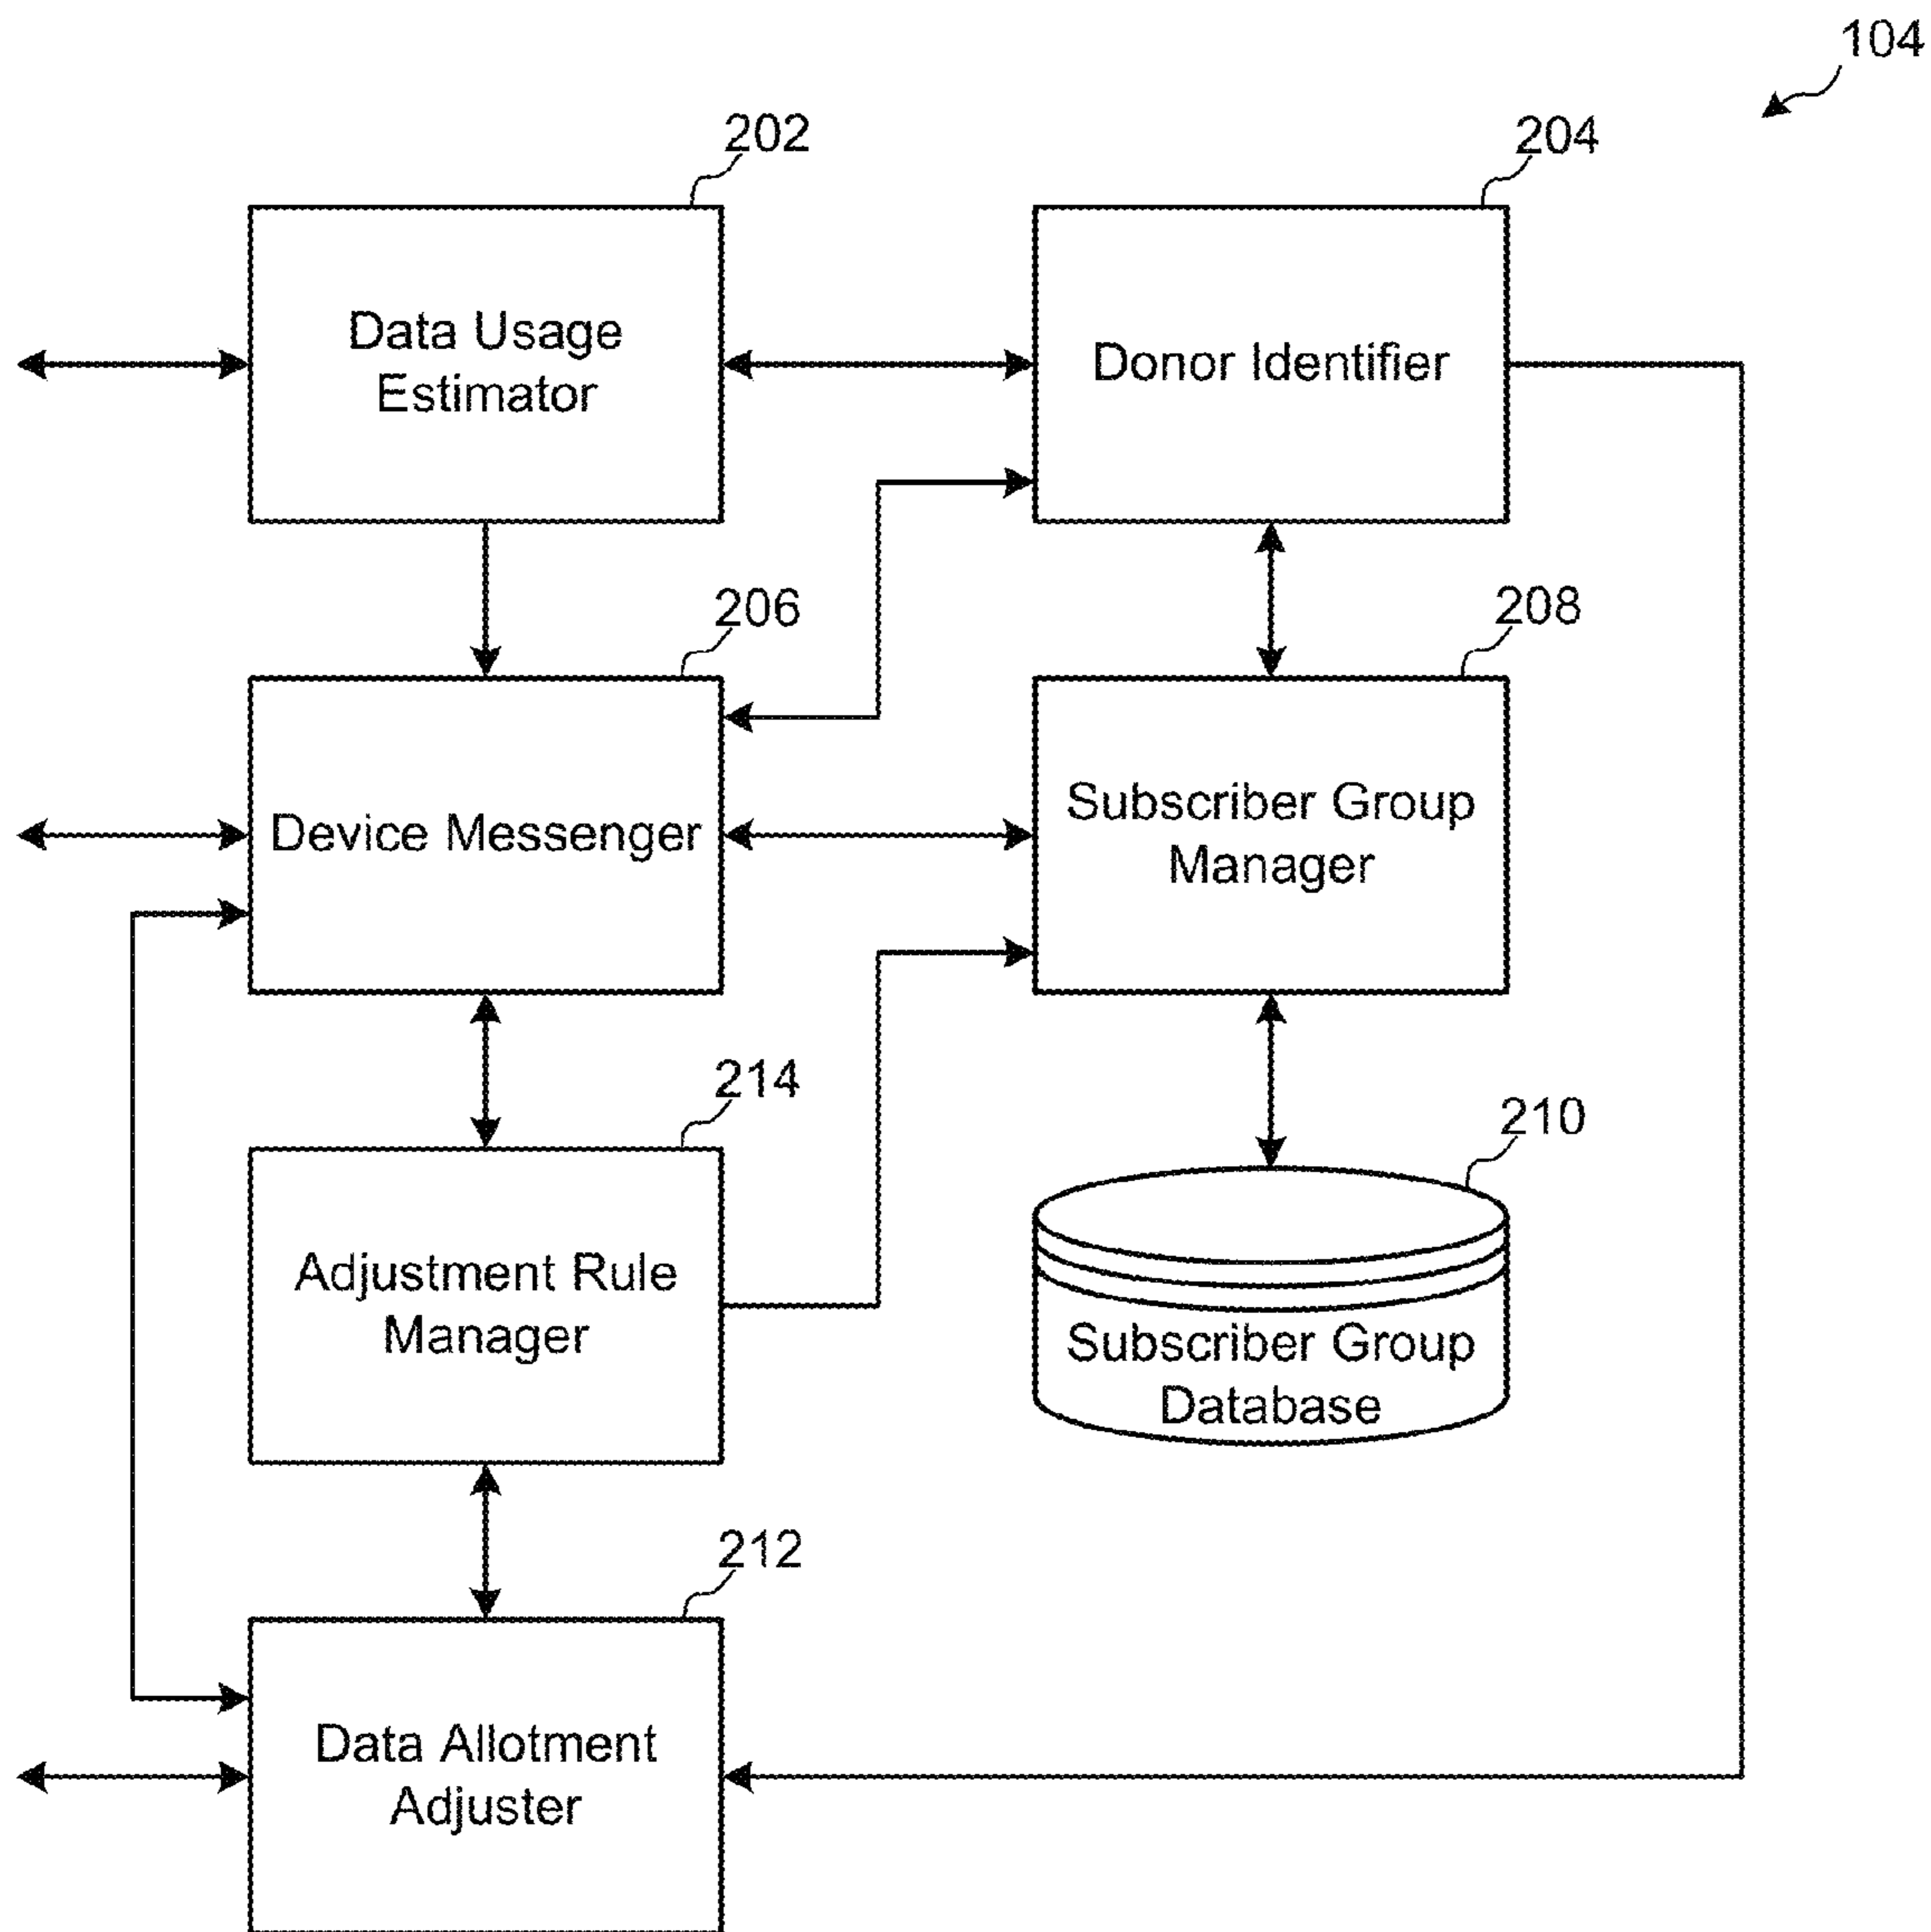 104
202
204
Data Usage
Estimator
Donor Identifier
206
208
Device Messenger
Subscriber Group
Manager
214
210
Adjustment Rule
Manager
Subscriber Group
Database
212
Data Allotment
Adjuster